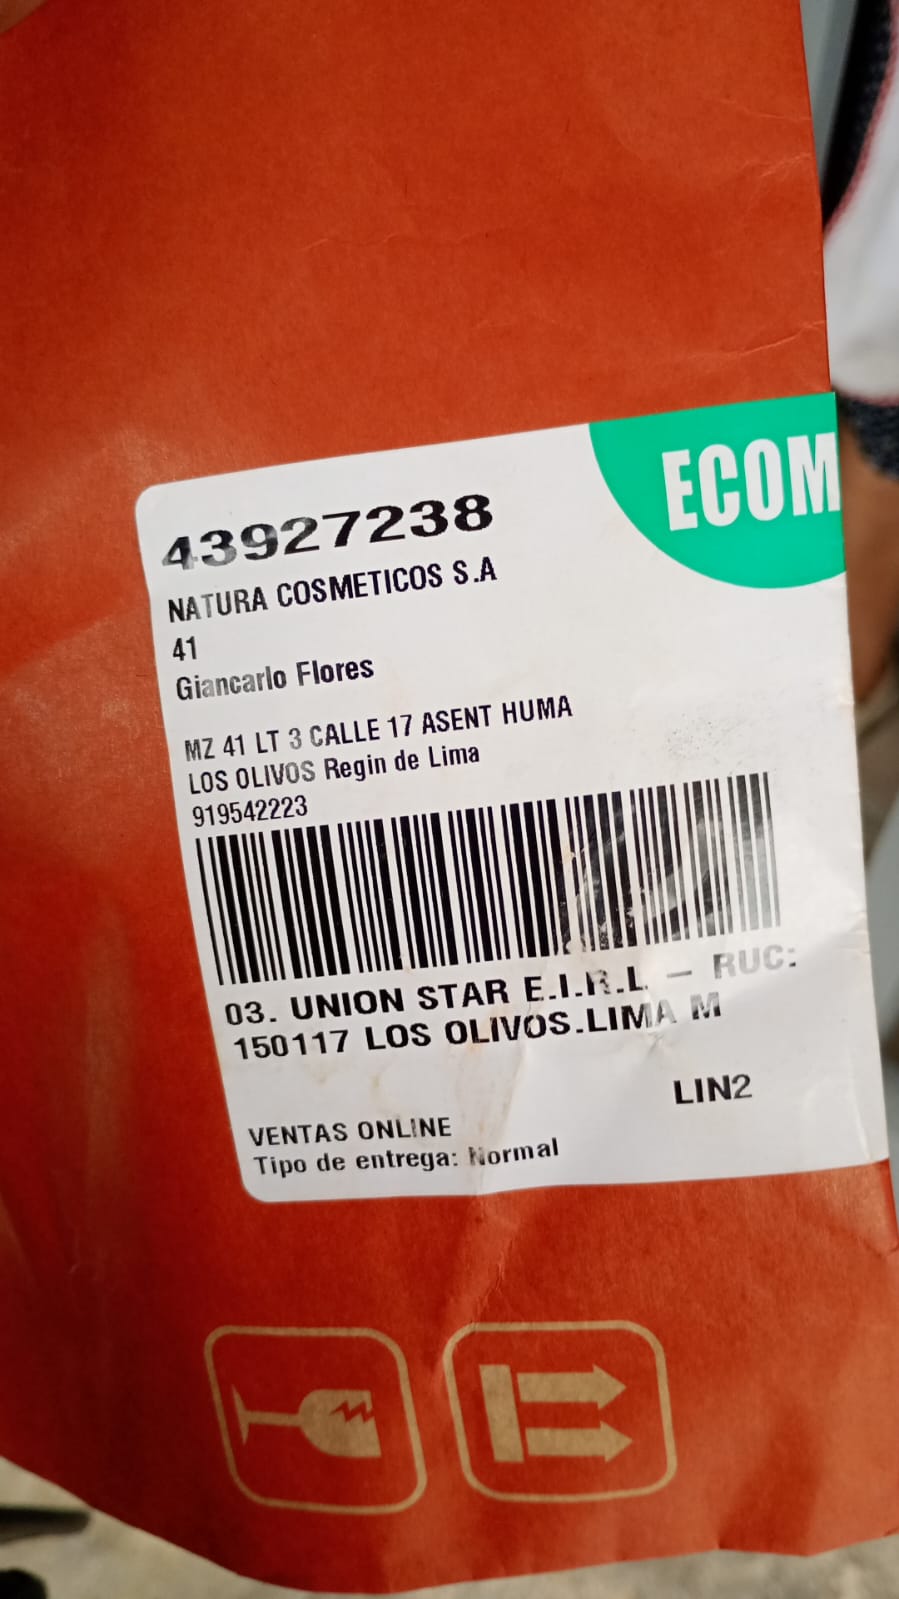 ECOM
43927238
NATURA COSMETICOS S.A
41
Giancarlo Flores
MZ 41 LT 3 CALLE 17 ASENT HUMA
LOS OLIVOS Regin de Lima
919542223
03. UNION STAR E.I.R.L – RUC:
150117 LOS OLIVOS.LIMA M
LIN2
VENTAS ONLINE
Tipo de entrega: Normal